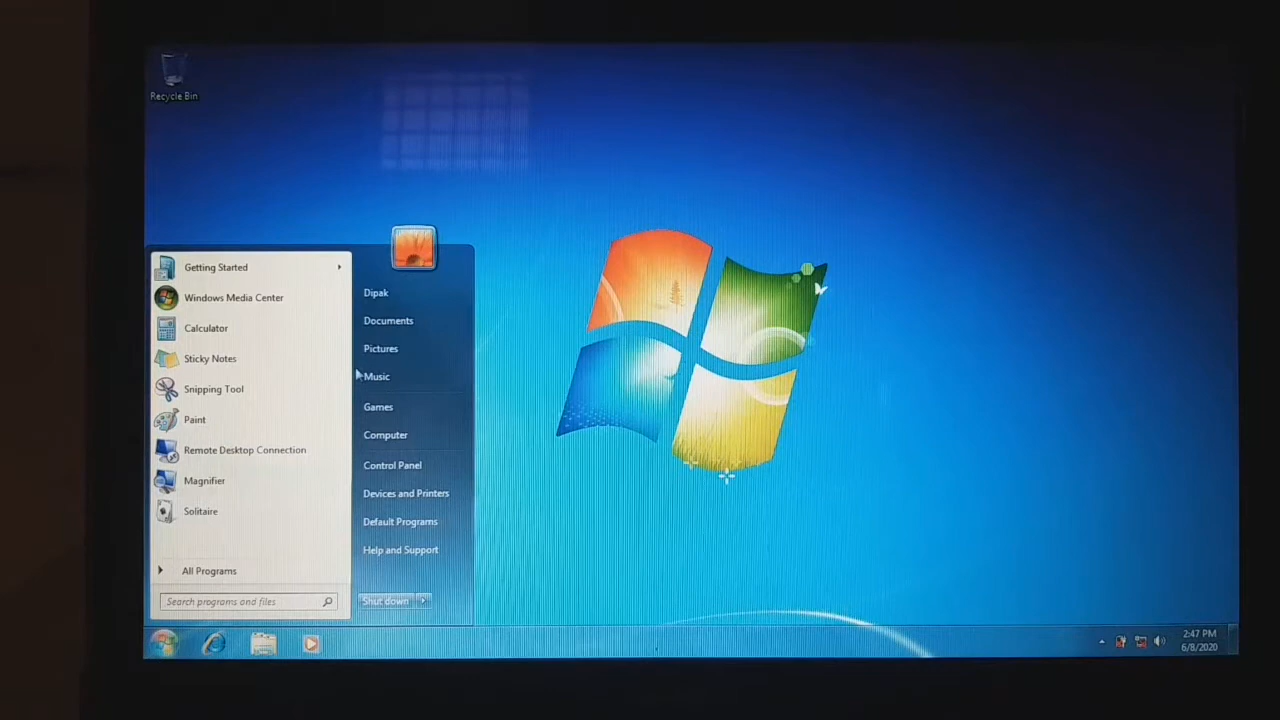 Recycle Bin
Getting Started
Windows Media Center
Calculator
Sticky Notes
Snipping Tool
Paint
Remote Desktop Connection
Magnifier
Solitaire
All Programs
Search programs and files
Dipak
Documents
Pictures
Music
Games
Computer
Control Panel
Devices and Printers
Default Programs
Help and Support
Shut down
2:47 PM
6/8/2020